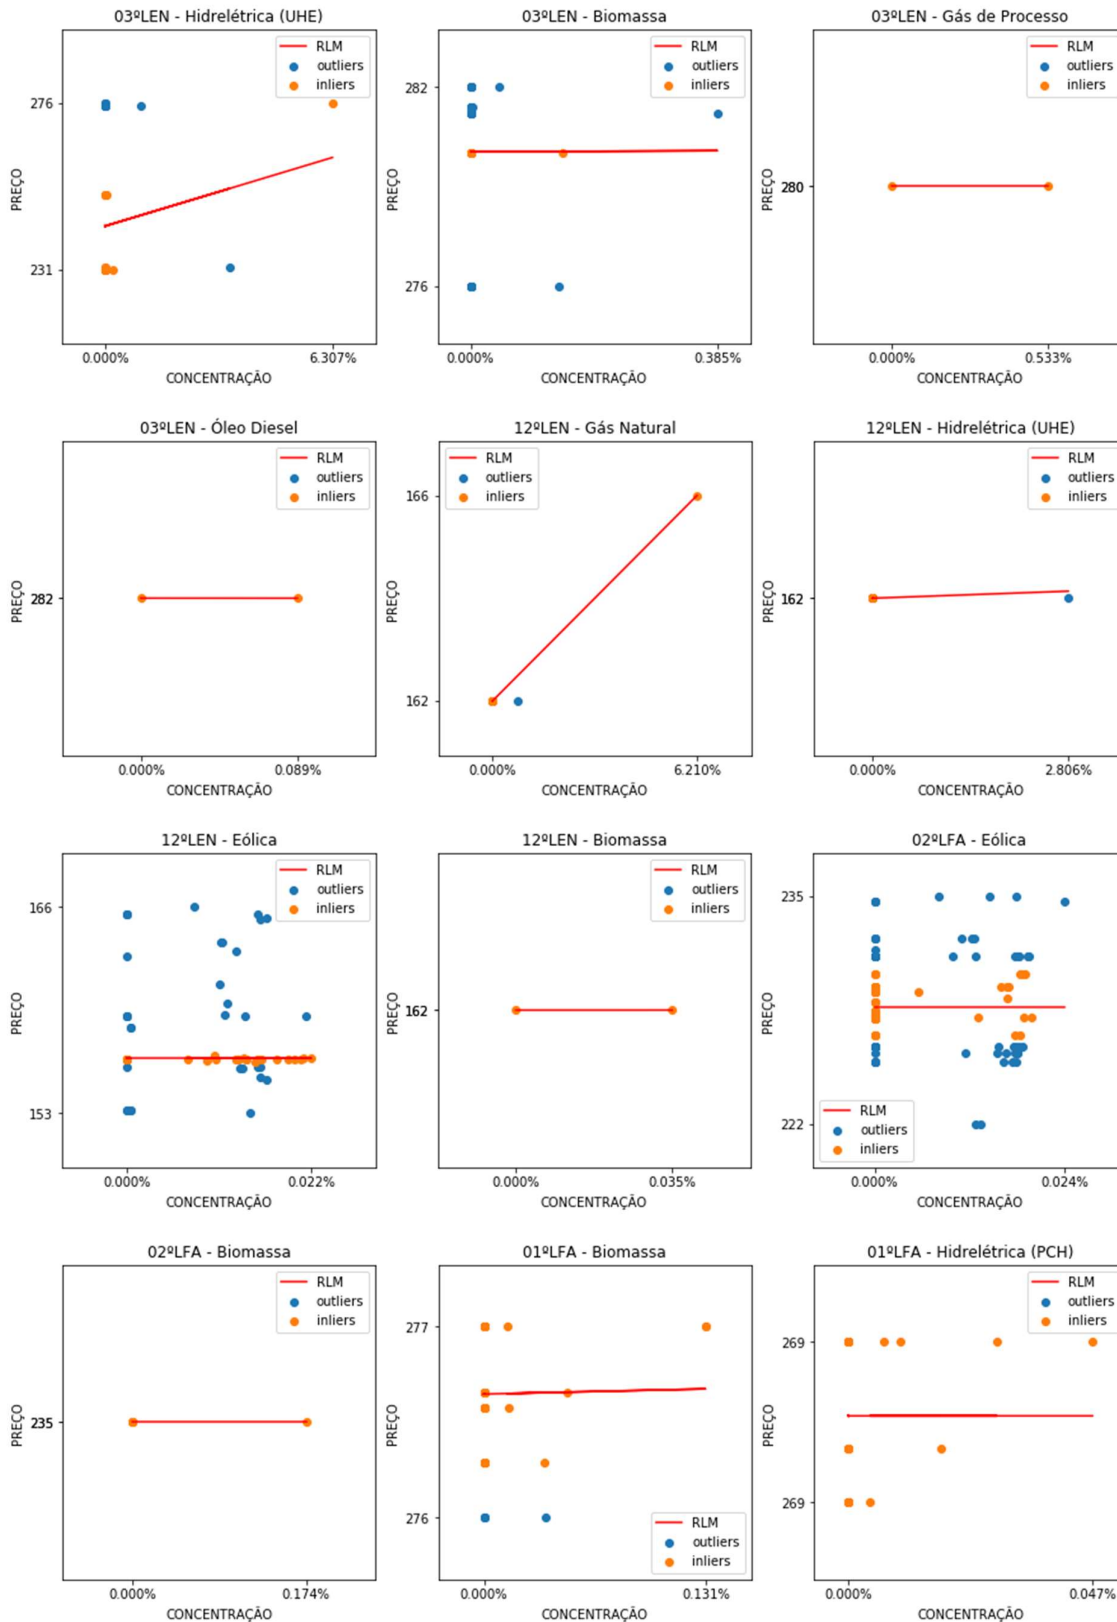 03ºLEN - Hidrelétrica (UHE)
RLM
outliers
inliers
276
231
PREÇO
0.000%
6.307%
CONCENTRAÇÃO
03ºLEN - Biomassa
RLM
outliers
inliers
282
276
PREÇO
0.000%
0.385%
CONCENTRAÇÃO
03ºLEN - Gás de Processo
RLM
outliers
inliers
280
PREÇO
0.000%
0.533%
CONCENTRAÇÃO
03ºLEN - Óleo Diesel
RLM
outliers
inliers
282
PREÇO
0.000%
0.089%
CONCENTRAÇÃO
12ºLEN - Gás Natural
RLM
outliers
inliers
166
162
PREÇO
0.000%
6.210%
CONCENTRAÇÃO
12ºLEN - Hidrelétrica (UHE)
RLM
outliers
inliers
162
PREÇO
0.000%
2.806%
CONCENTRAÇÃO
12ºLEN - Eólica
RLM
outliers
inliers
166
153
PREÇO
0.000%
0.022%
CONCENTRAÇÃO
12ºLEN - Biomassa
RLM
outliers
inliers
162
PREÇO
0.000%
0.035%
CONCENTRAÇÃO
02ºLFA - Eólica
235
222
PREÇO
RLM
outliers
inliers
0.000%
0.024%
CONCENTRAÇÃO
02ºLFA - Biomassa
RLM
outliers
inliers
235
PREÇO
0.000%
0.174%
CONCENTRAÇÃO
01ºLFA - Biomassa
277
276
PREÇO
RLM
outliers
inliers
0.000%
0.131%
CONCENTRAÇÃO
01ºLFA - Hidrelétrica (PCH)
RLM
outliers
inliers
269
269
PREÇO
0.000%
0.047%
CONCENTRAÇÃO